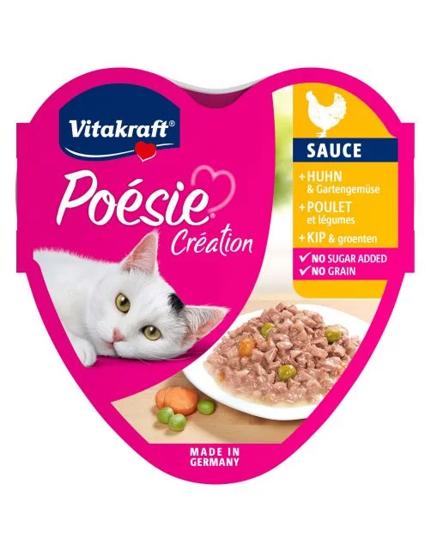 Vitakraft®
Poésie
Création
SAUCE
+HUHN
& Gartengemüse
+POULET
et légumes
+KIP & groenten
✓ NO SUGAR ADDED
✓ NO GRAIN
MADE IN
GERMANY